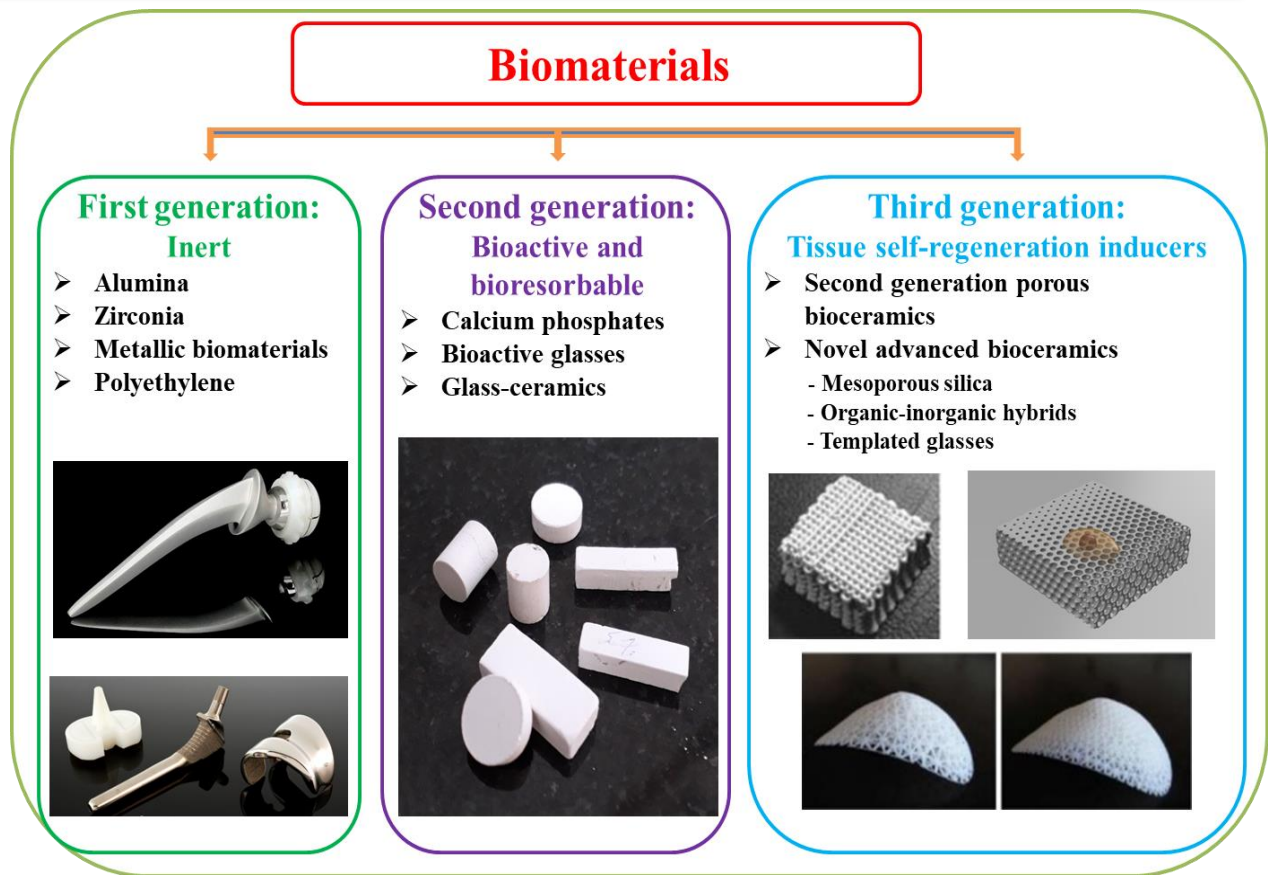 Biomaterials
First generation:
Inert
➢ Alumina
➢ Zirconia
➢ Metallic biomaterials
➢ Polyethylene
Second generation:
Bioactive and
bioresorbable
➢ Calcium phosphates
➢ Bioactive glasses
➢ Glass-ceramics
Third generation:
Tissue self-regeneration inducers
➢ Second generation porous
bioceramics
➢ Novel advanced bioceramics
- Mesoporous silica
- Organic-inorganic hybrids
- Templated glasses